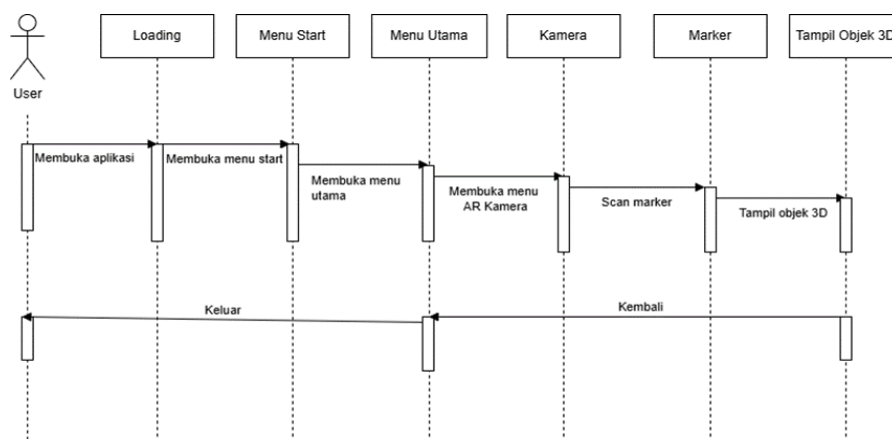 Loading
Menu Start
Menu Utama
Kamera
Marker
Tampil Objek 3D
User
Membuka aplikasi
Membuka menu start
Membuka menu
utama
Membuka menu
AR Kamera
Scan marker
Tampil objek 3D
Keluar
Kembali